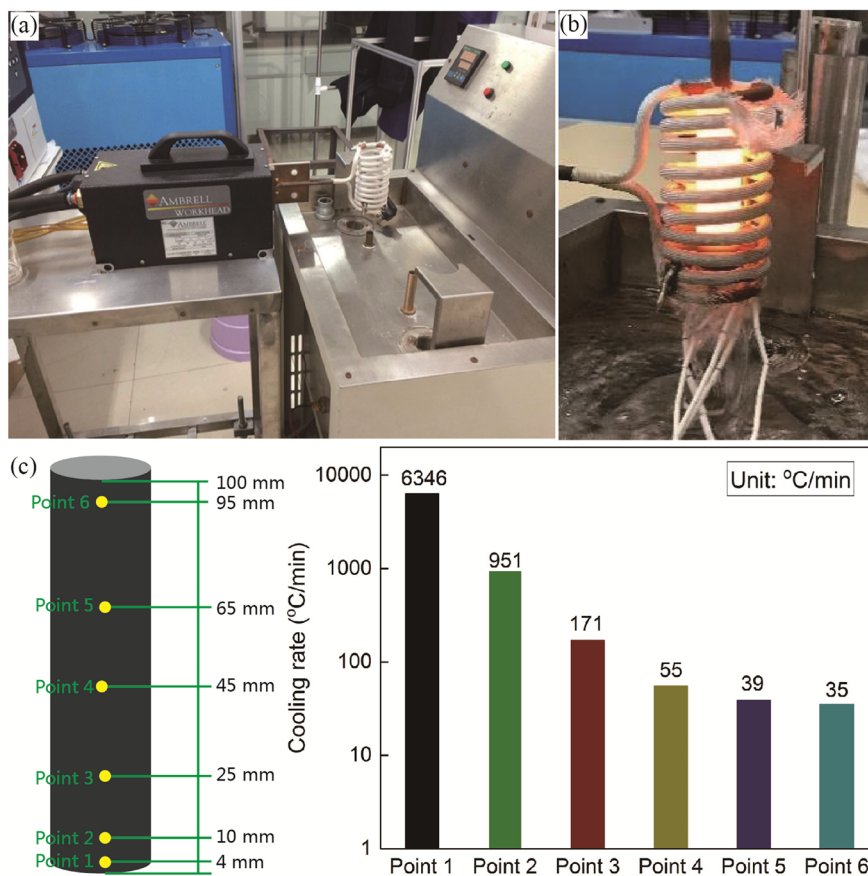 (a)
AMBRELL
WORKHEAD
AMBRELL
(b)
(c)
100 mm
Point 6
95 mm
Point 5
65 mm
Point 4
45 mm
Point 3
25 mm
Point 2
10 mm
Point 1
4 mm
Cooling rate (°C/min)
10000
1000
100
10
1
Unit: °C/min
6346
951
171
55
39
35
Point 1 Point 2 Point 3 Point 4 Point 5 Point 6